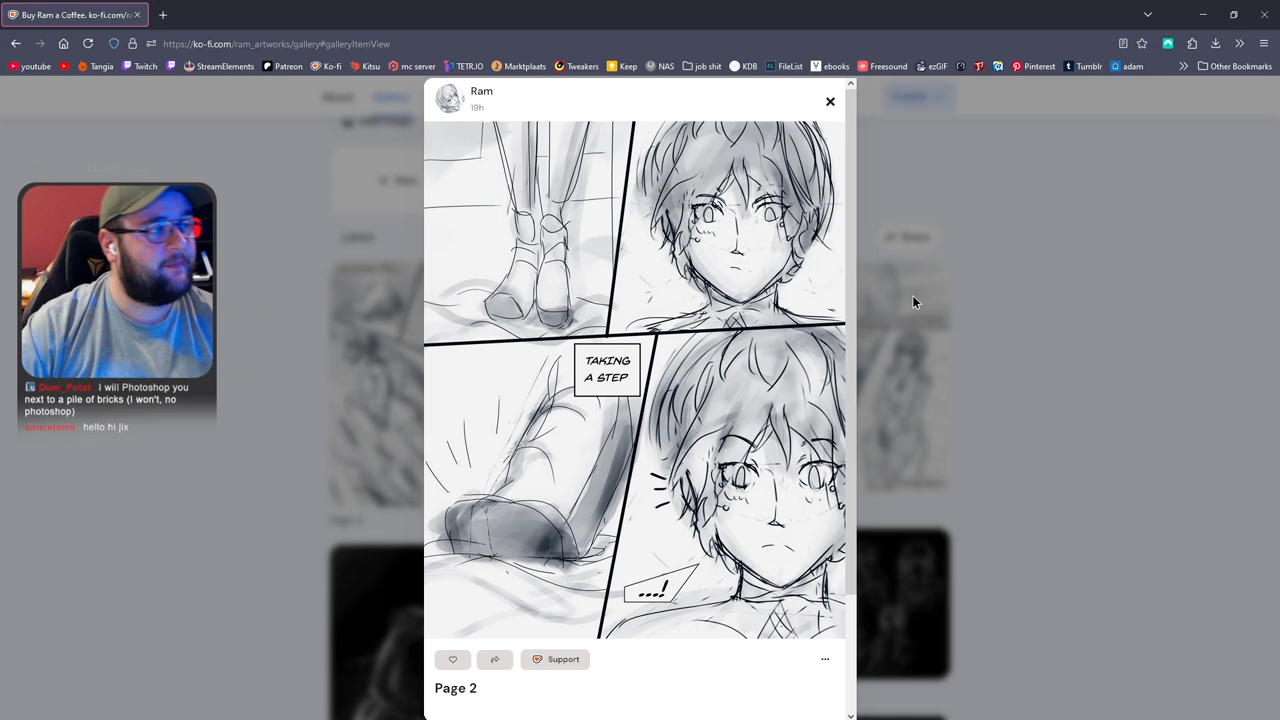 Buy Ram a Coffee. ko-fi.com/r
https://ko-fi.com/ram_artworks/gallery#galleryItemView
youtube
Tangia
Twitch
StreamElements
Patreon
Ko-fi
Kitsu
mc server
TETR.IO
Marktplaats
Tweakers
Keep
NAS
job shit
KDB
FileList
ebooks
Freesound
ezGIF
Pinterest
Tumblr
adam
Other Bookmarks
Ram
19h
TAKING
A STEP
....!
Dum_Potat I will Photoshop you
next to a pile of bricks (I won't, no
photoshop)
saucejams hello hi jix
Support
Page 2